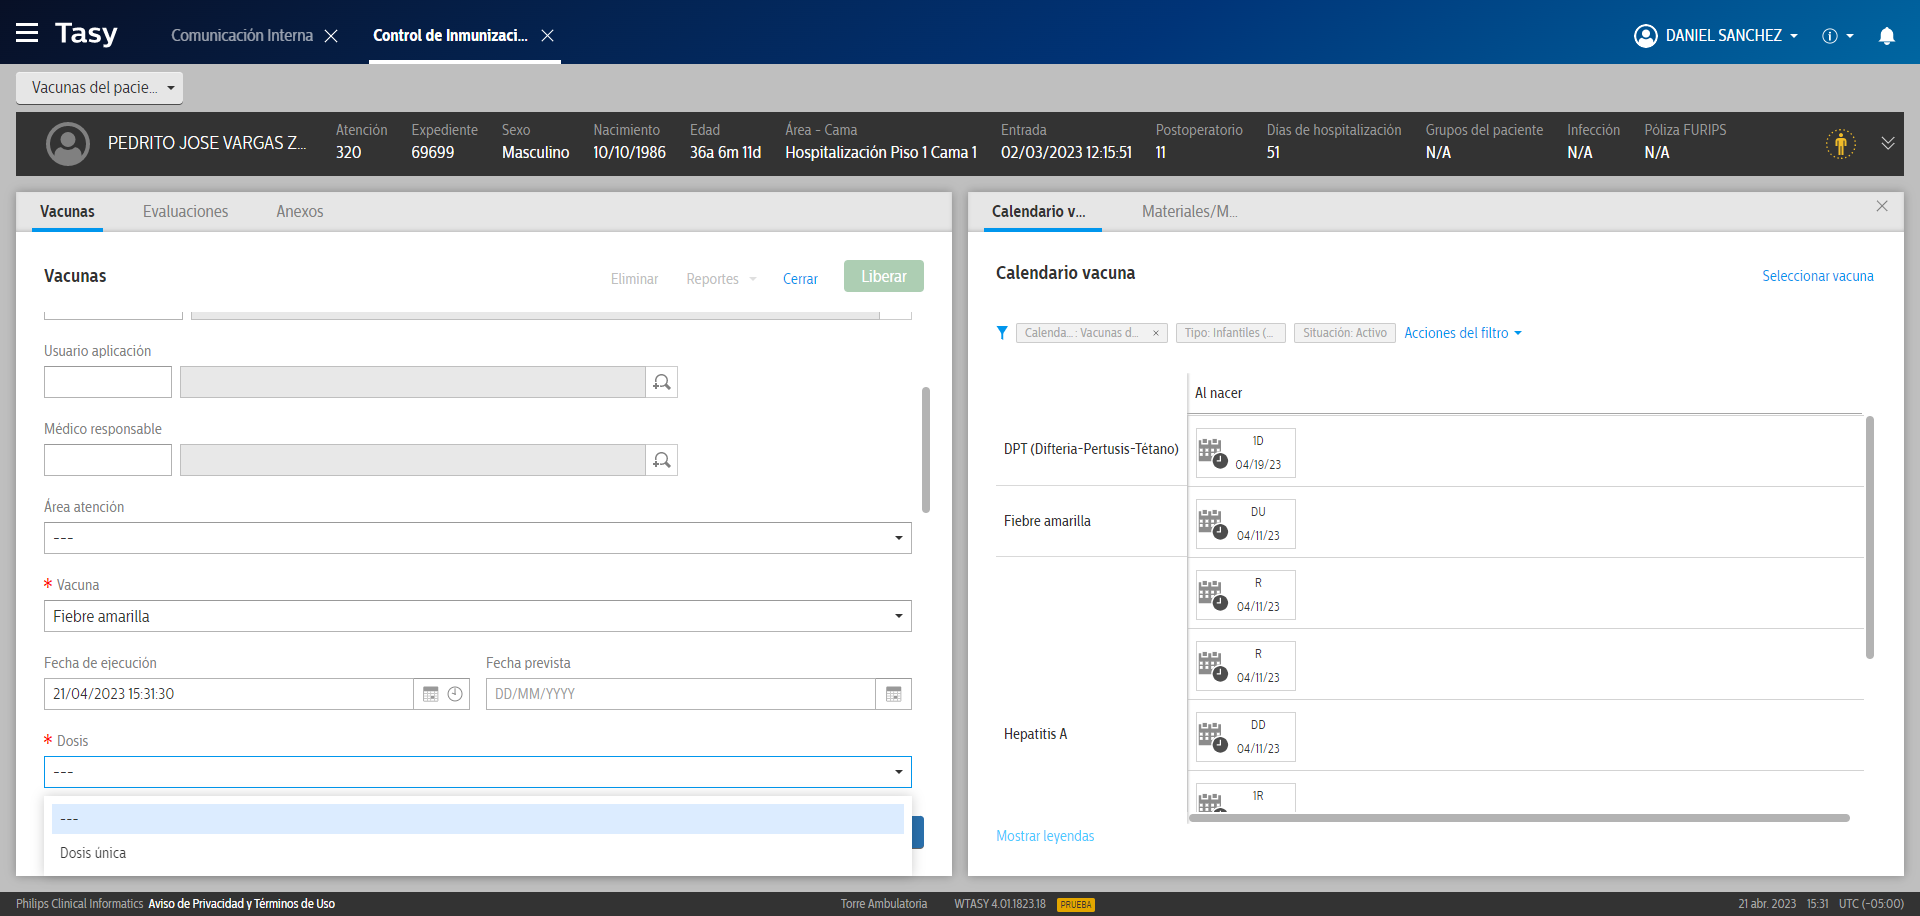 Tasy
Comunicación Interna
Control de Inmunizaci...
DANIEL SANCHEZ
Vacunas del pacie...
PEDRITO JOSE VARGAS Z...
Atención
320
Expediente
69699
Sexo
Masculino
Nacimiento
10/10/1986
Edad
36a 6m 11d
Área - Cama
Hospitalización Piso 1 Cama 1
Entrada
02/03/2023 12:15:51
Postoperatorio
11
Días de hospitalización
51
Grupos del paciente
N/A
Infección
N/A
Póliza FURIPS
N/A
Vacunas
Evaluaciones
Anexos
Vacunas
Eliminar
Reportes
Cerrar
Liberar
Usuario aplicación
Médico responsable
Área atención
---
* Vacuna
Fiebre amarilla
Fecha de ejecución
21/04/2023 15:31:30
Fecha prevista
DD/MM/YYYY
* Dosis
---
---
Dosis única
Calendario v...
Materiales/M...
Calendario vacuna
Seleccionar vacuna
Calenda...: Vacunas d... ×
Tipo: Infantiles (...
Situación: Activo
Acciones del filtro
Al nacer
DPT (Difteria-Pertusis-Tétano)
1D
04/19/23
Fiebre amarilla
DU
04/11/23
R
04/11/23
R
04/11/23
Hepatitis A
DD
04/11/23
1R
Mostrar leyendas
Philips Clinical Informatics Aviso de Privacidad y Términos de Uso
Torre Ambulatoria
WTASY 4.01.1823.18
PRUEBA
21 abr. 2023 15:31 UTC (-05:00)